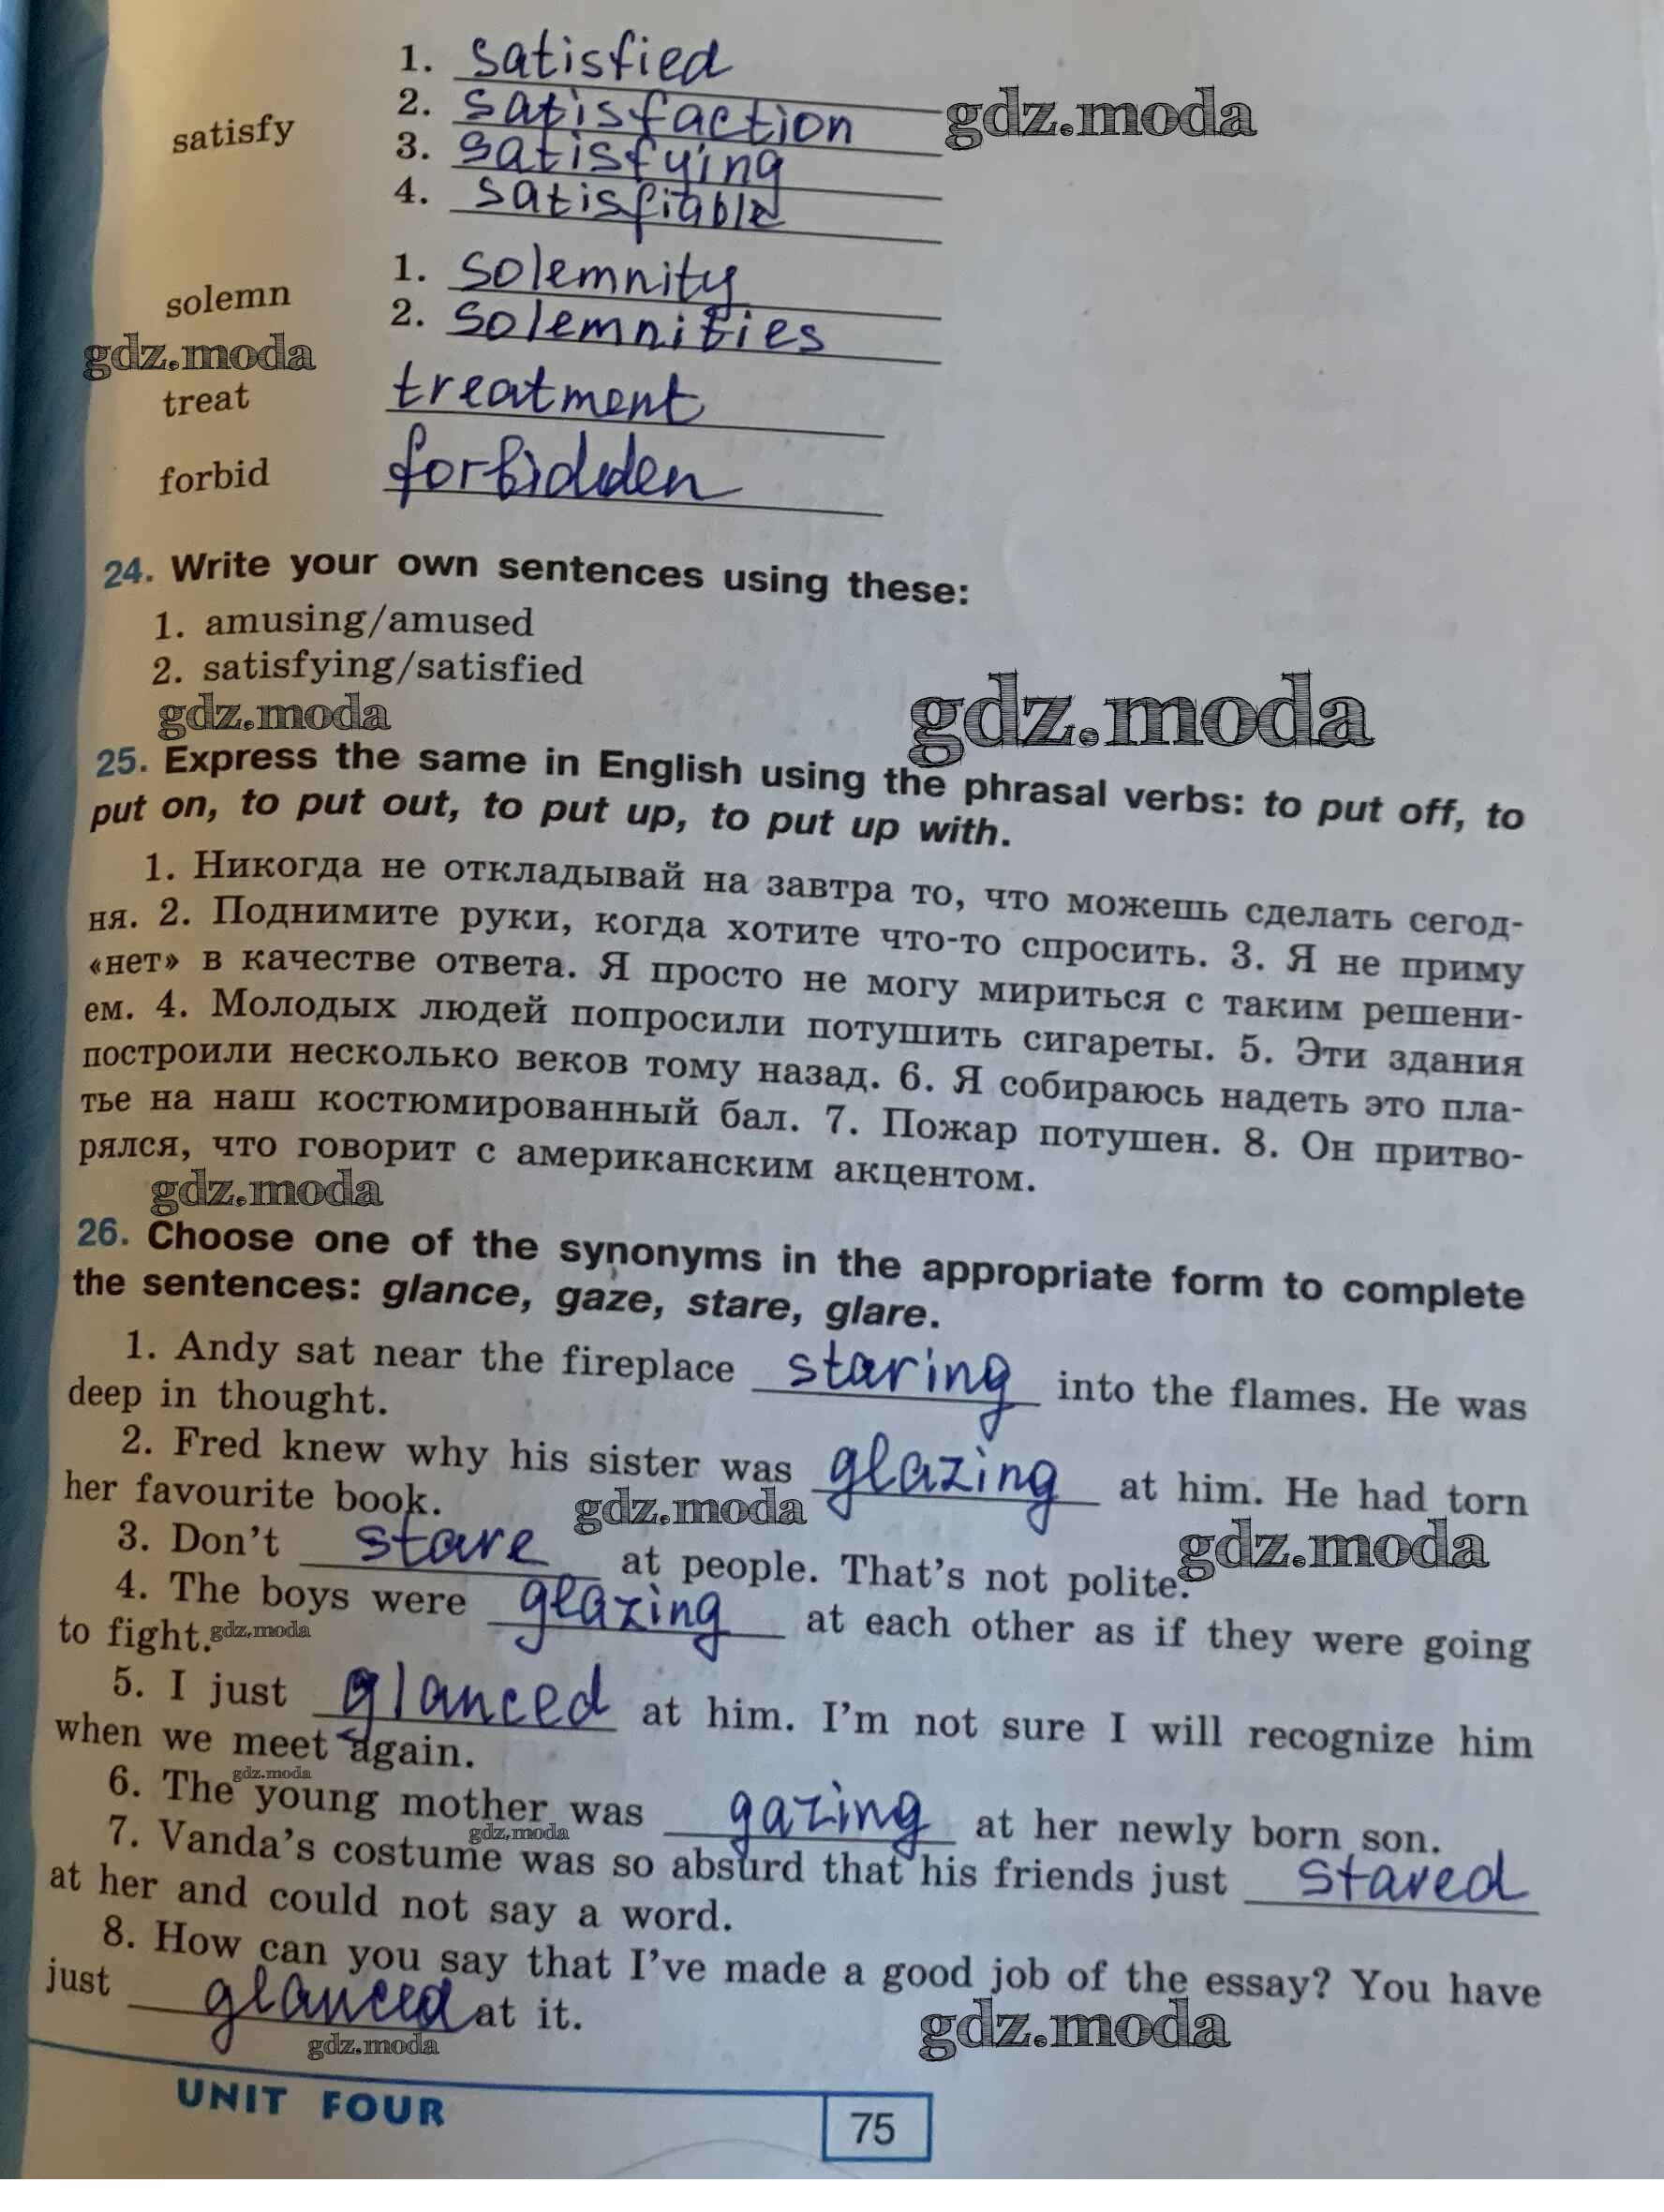 1. satisfied
2. satisfaction
gdz.moda
satisfy
3. satisfying
4. satisfiable
1. solemnity
solemn
2. solemnities
gdz.moda
treat treatment
forbid forbidden
24. Write your own sentences using these:
1. amusing/amused
2. satisfying/satisfied
gdz.moda
gdz.moda
25. Express the same in English using the phrasal verbs: to put off, to
put on, to put out, to put up, to put up with.
1. Никогда не откладывай на завтра то, что можешь сделать сегод-
ня. 2. Поднимите руки, когда хотите что-то спросить. 3. Я не приму
«нет» в качестве ответа. Я просто не могу мириться с таким решени-
ем. 4. Молодых людей попросили потушить сигареты. 5. Эти здания
построили несколько веков тому назад. 6. Я собираюсь надеть это пла-
тье на наш костюмированный бал. 7. Пожар потушен. 8. Он притво-
рялся, что говорит с американским акцентом.
gdz.moda
26. Choose one of the synonyms in the appropriate form to complete
the sentences: glance, gaze, stare, glare.
1. Andy sat near the fireplace staring into the flames. He was
deep in thought.
2. Fred knew why his sister was glazing at him. He had torn
her favourite book.
gdz.moda
3. Don't stare at people. That's not polite.
gdz.moda
4. The boys were glazing at each other as if they were going
to fight.
gdz.moda
5. I just glanced at him. I'm not sure I will recognize him
when we meet again.
gdz.moda
6. The young mother was gazing at her newly born son.
gdz.moda
7. Vanda's costume was so absurd that his friends just stared
at her and could not say a word.
8. How can you say that I've made a good job of the essay? You have
just glanced at it.
gdz.moda
gdz.moda
UNIT FOUR
75